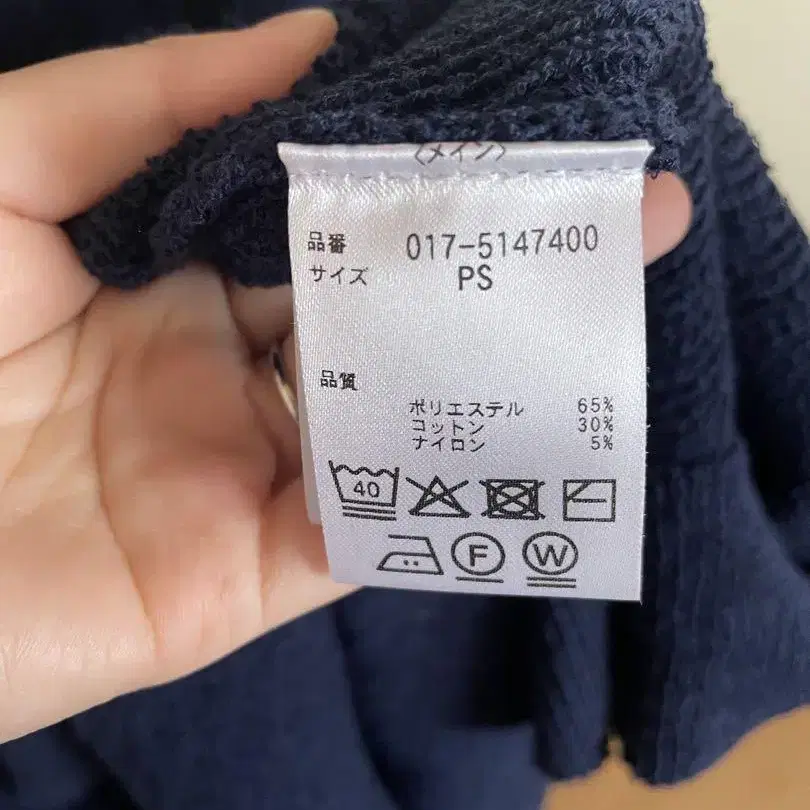 〈メイン〉
品番 017-5147400
サイズ PS
品質
ポリエステル 65%
コットン 30%
ナイロン 5%
40
F W